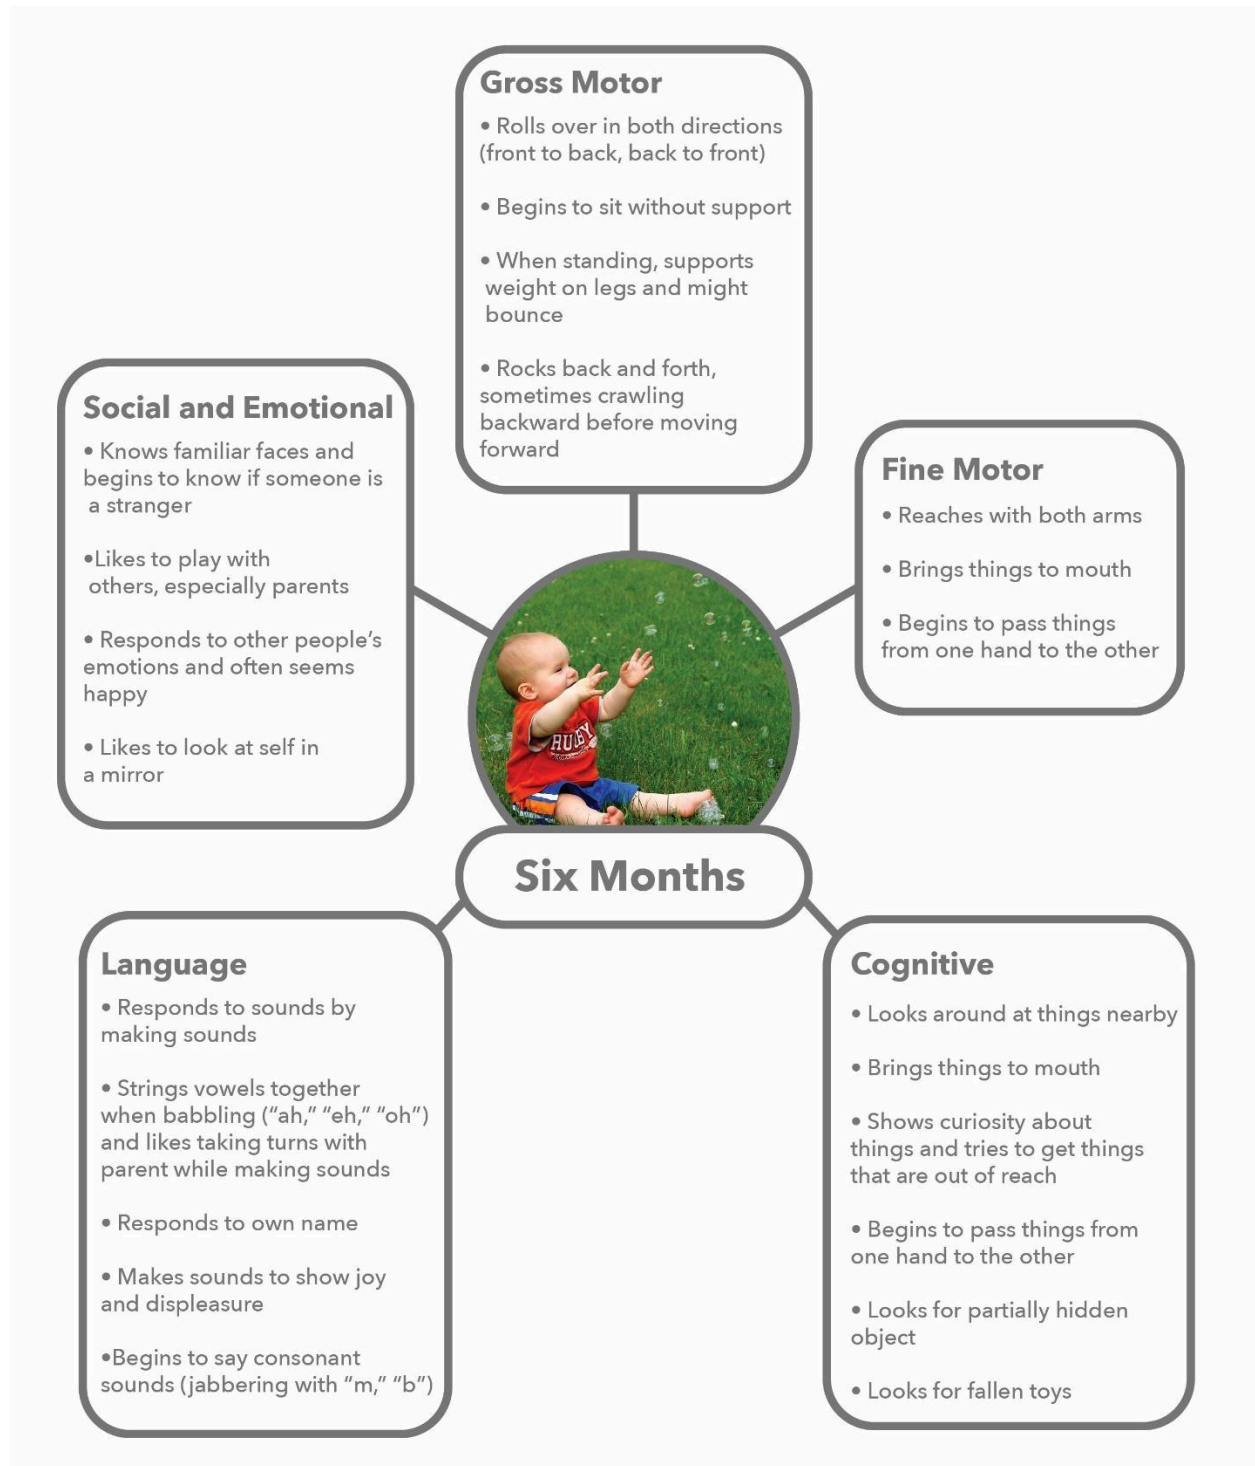 Gross Motor
• Rolls over in both directions
(front to back, back to front)
• Begins to sit without support
• When standing, supports
weight on legs and might
bounce
• Rocks back and forth,
sometimes crawling
backward before moving
forward
Social and Emotional
• Knows familiar faces and
begins to know if someone is
a stranger
•Likes to play with
others, especially parents
• Responds to other people’s
emotions and often seems
happy
• Likes to look at self in
a mirror
Fine Motor
• Reaches with both arms
• Brings things to mouth
• Begins to pass things
from one hand to the other
RUGBY
Six Months
Language
• Responds to sounds by
making sounds
• Strings vowels together
when babbling (“ah,” “eh,” “oh”)
and likes taking turns with
parent while making sounds
• Responds to own name
• Makes sounds to show joy
and displeasure
•Begins to say consonant
sounds (jabbering with “m,” “b”)
Cognitive
• Looks around at things nearby
• Brings things to mouth
• Shows curiosity about
things and tries to get things
that are out of reach
• Begins to pass things from
one hand to the other
• Looks for partially hidden
object
• Looks for fallen toys